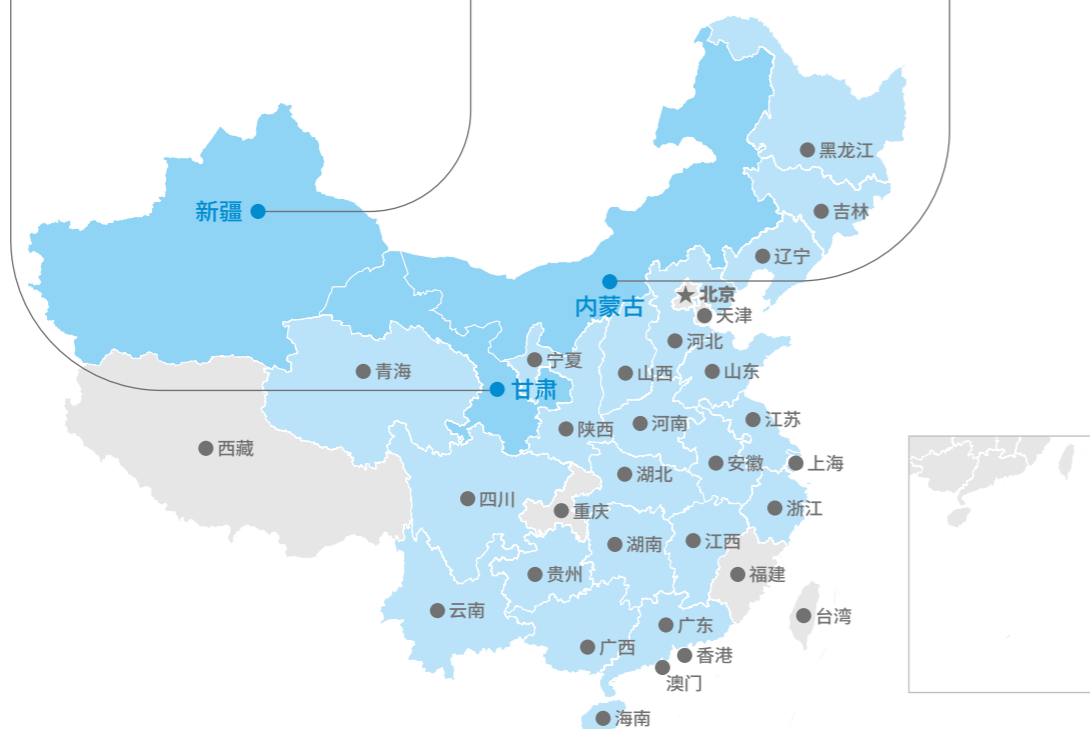 黑龙江
新疆
吉林
辽宁
北京
内蒙古
天津
河北
宁夏
青海
山西
山东
甘肃
江苏
河南
陕西
西藏
安徽
上海
湖北
四川
浙江
重庆
江西
湖南
贵州
福建
云南
台湾
广东
广西
香港
澳门
海南